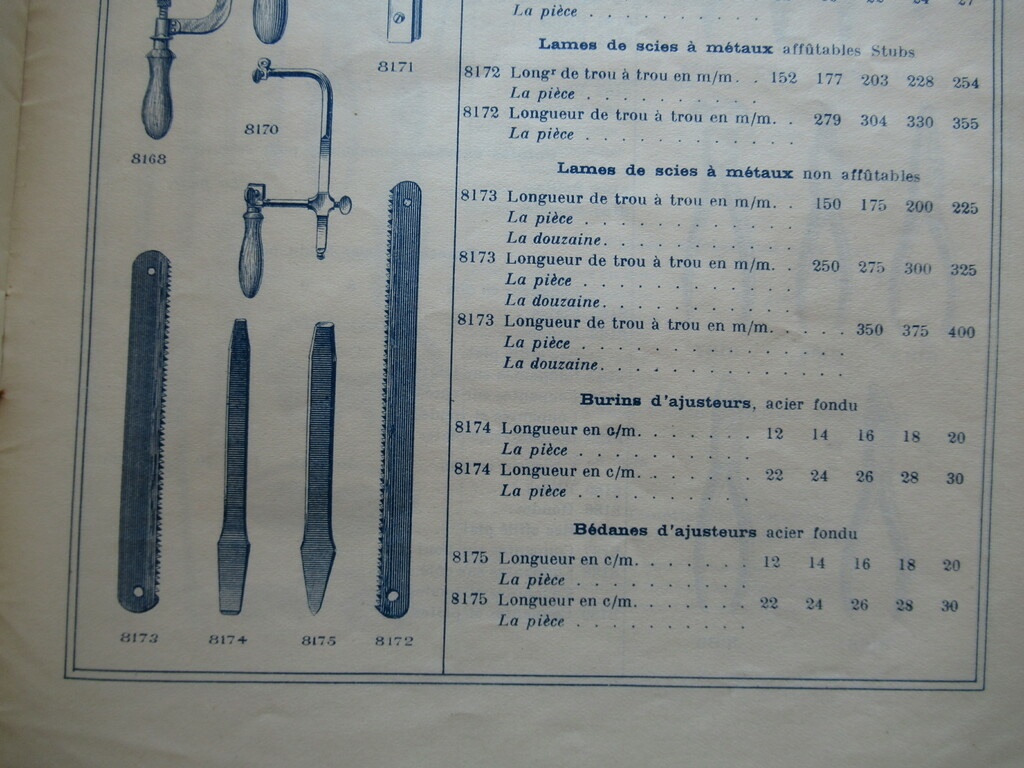 La pièce . . . . . . . . . . 27
Lames de scies à métaux affûtables Stubs
8172 Longr de trou à trou en m/m. . 152 177 203 228 254
La pièce . . . . . . . . . .
8172 Longueur de trou à trou en m/m. . 279 304 330 355
La pièce . . . . . . . . . . . .
Lames de scies à métaux non affûtables
8173 Longueur de trou à trou en m/m. . 150 175 200 225
La pièce . . . . . . . . . . . .
La douzaine. . . . . . . . . . .
8173 Longueur de trou à trou en m/m. . 250 275 300 325
La pièce . . . . . . . . . . . .
La douzaine. . . . . . . . . . .
8173 Longueur de trou à trou en m/m. . . . . 350 375 400
La pièce . . . . . . . . . . . . . . .
La douzaine. . . . . . . . . . . . . .
Burins d'ajusteurs, acier fondu
8174 Longueur en c/m. . . . . . . 12 14 16 18 20
La pièce . . . . . . . . . .
8174 Longueur en c/m. . . . . . . 22 24 26 28 30
La pièce . . . . . . . . . .
Bédanes d'ajusteurs acier fondu
8175 Longueur en c/m. . . . . . . 12 14 16 18 20
La pièce . . . . . . . . . .
8175 Longueur en c/m. . . . . . . 22 24 26 28 30
La pièce . . . . . . . . . .
8171
8170
8168
8173 8174 8175 8172